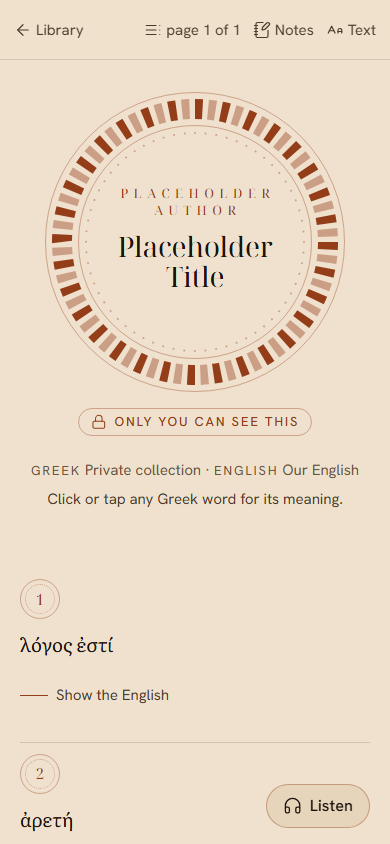 Library
page 1 of 1
Notes
Text
PLACEHOLDER
AUTHOR
Placeholder
Title
ONLY YOU CAN SEE THIS
GREEK Private collection · ENGLISH Our English
Click or tap any Greek word for its meaning.
1
λόγος ἐστί
Show the English
2
ἀρετή
Listen